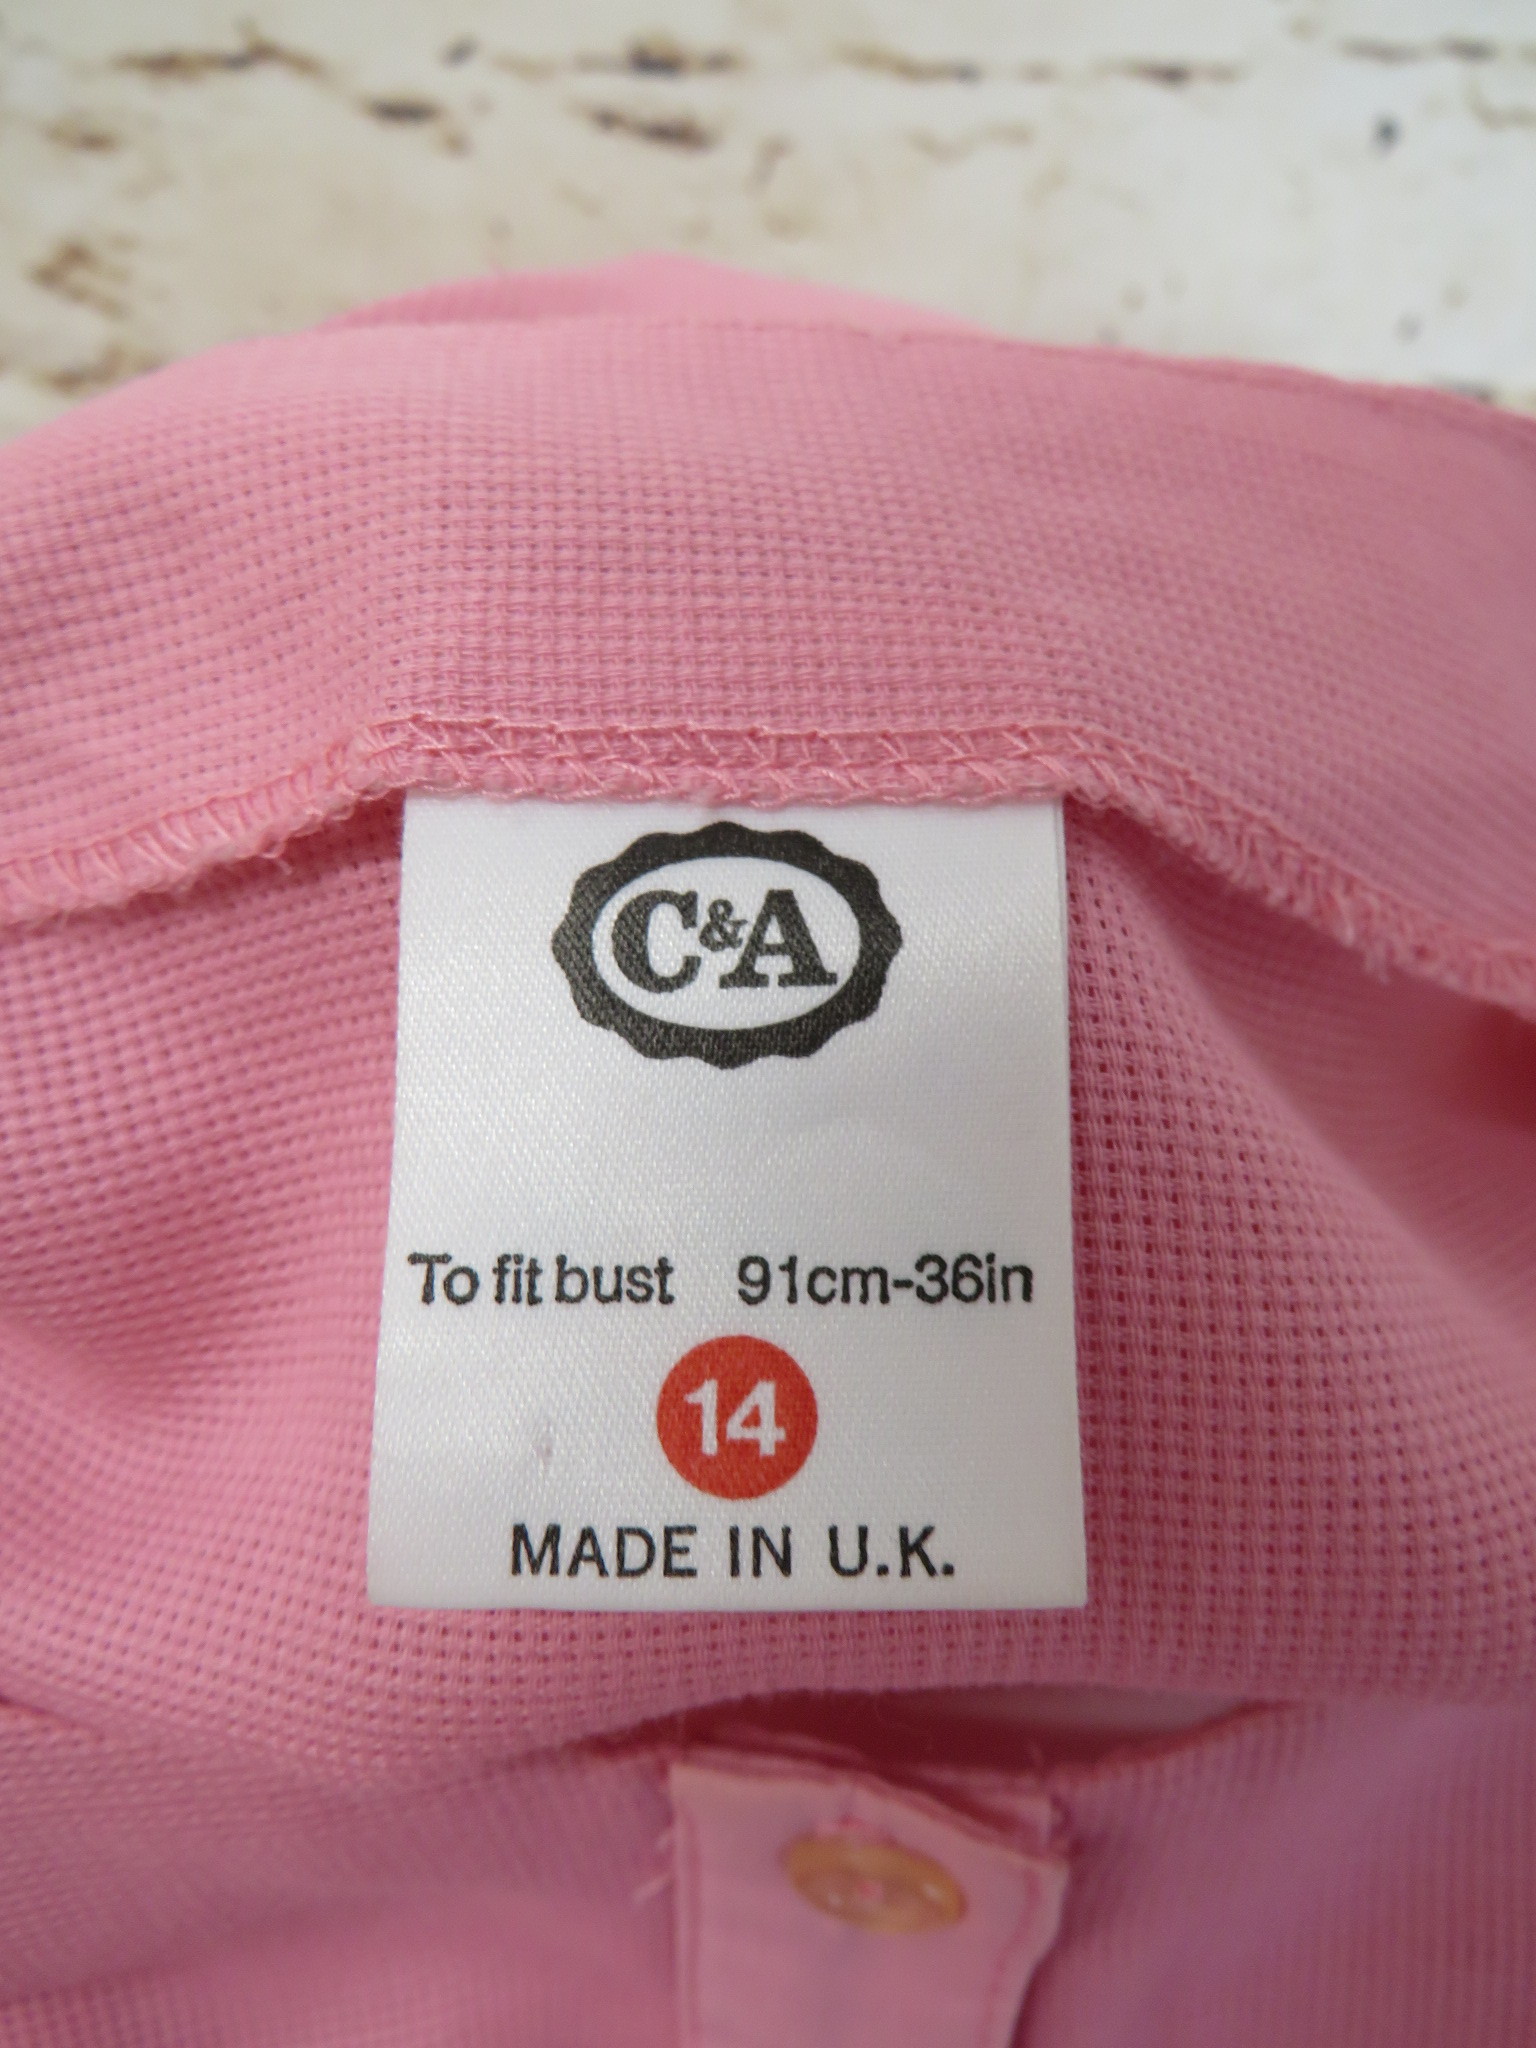 C&A
To fit bust 91cm-36in
14
MADE IN U.K.